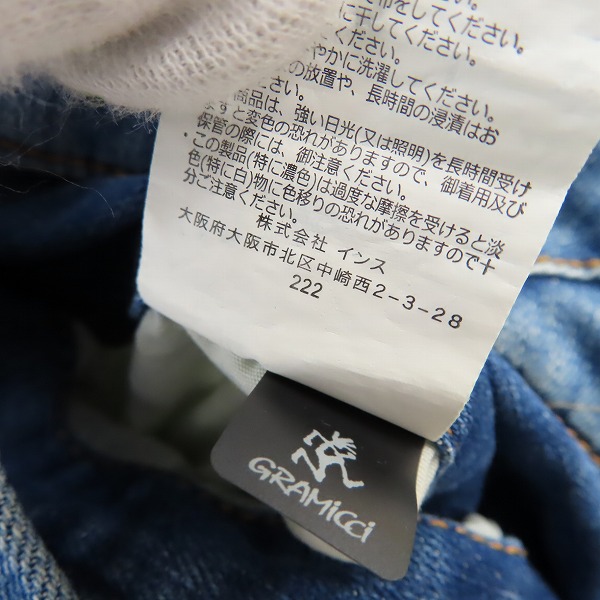 をしてください。
に干してください。
ください。
やかに洗濯してください。
の放置や、長時間の浸漬はお
商品は、強い日光(又は照明)を長時間受け
ますと変色の恐れがありますので、御着用及び
保管の際には、御注意ください。
・この製品(特に濃色)は過度な摩擦を受けると淡
色(特に白)物に色移りの恐れがありますので十
分ご注意ください。
株式会社 インス
大阪府大阪市北区中崎西2-3-28
222
GRAMiCCi